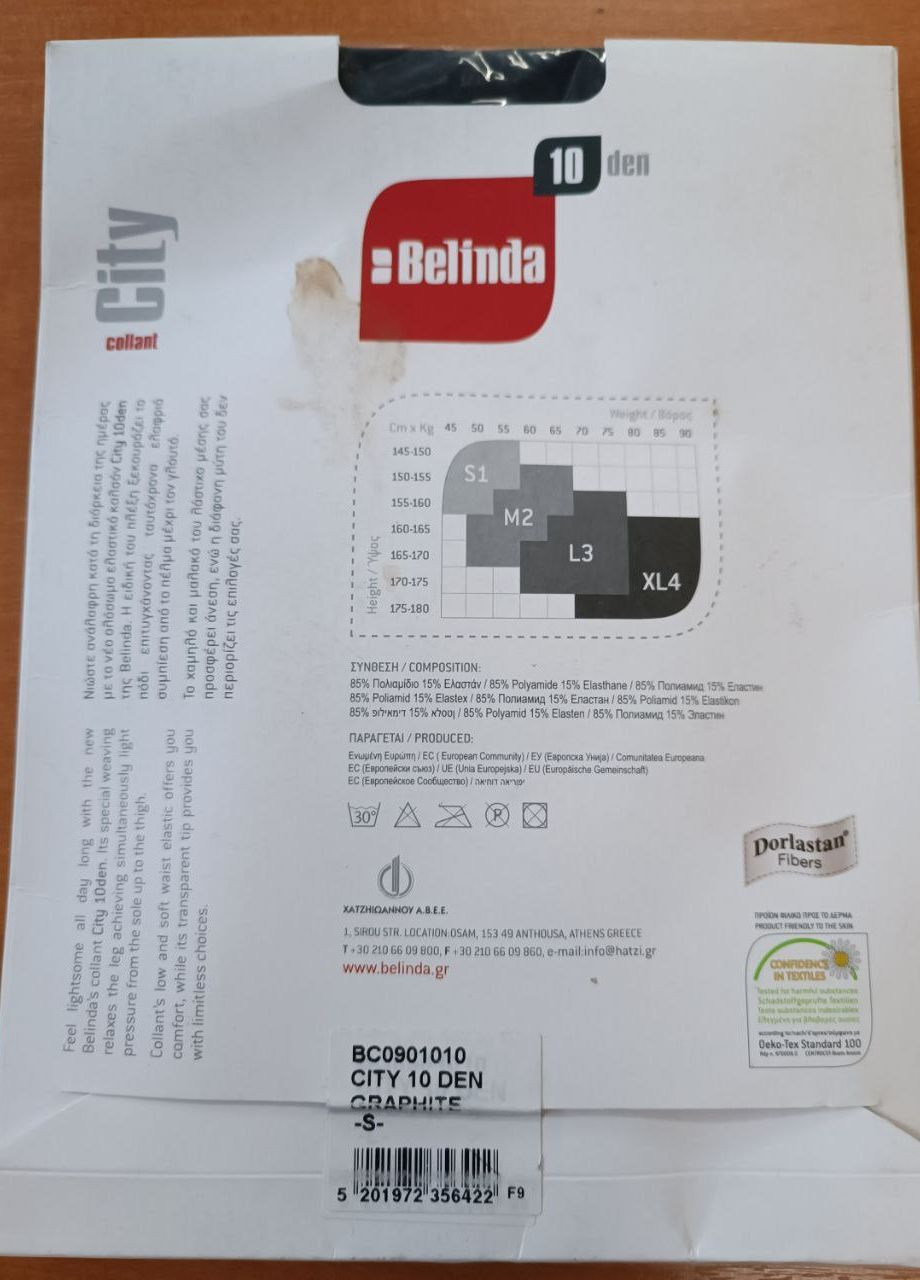 10 den
Belinda
City
collant
Νιώστε ανάλαφρη κατά τη διάρκεια της ημέρας
με το νέο ολόσωμο ελαστικό καλσόν City 10den
της Belinda. Η ειδική του πλέξη ξεκουράζει το
πόδι επιτυγχάνοντας ταυτόχρονα ελαφριά
συμπίεση από το πέλμα μέχρι τον γλουτό.
Το χαμηλό και μαλακό του λάστιχο μέσης σας
προσφέρει άνεση, ενώ η διάφανη μύτη του δεν
περιορίζει τις επιλογές σας.
Feel lightsome all day long with the new
Belinda's collant City 10den. Its special weaving
relaxes the leg achieving simultaneously light
pressure from the sole up to the thigh.
Collant's low and soft waist elastic offers you
comfort, while its transparent tip provides you
with limitless choices.
Weight / Βάρος
Cm x Kg 45 50 55 60 65 70 75 80 85 90
Height / Ύψος
145-150
150-155
155-160
160-165
165-170
170-175
175-180
S1
M2
L3
XL4
ΣΥΝΘΕΣΗ / COMPOSITION:
85% Πολιαμίδιο 15% Ελαστάν / 85% Polyamide 15% Elasthane / 85% Полиамид 15% Еластин
85% Poliamid 15% Elastex / 85% Полиамид 15% Еластан / 85% Poliamid 15% Elastikon
85% 15% / 85% Polyamid 15% Elasten / 85% Полиамид 15% Эластин
ΠΑΡΑΓΕΤΑΙ / PRODUCED:
Ενωμένη Ευρώπη / EC ( European Community) / ЕУ (Европска Унија) / Comunitatea Europeana
ЕС (Европейски съюз) / UE (Unia Europejska) / EU (Europäische Gemeinschaft)
ЕС (Европейское Сообщество) /
30° P
ΧΑΤΖΗΙΩΑΝΝΟΥ Α.Β.Ε.Ε.
1, SIROU STR. LOCATION:OSAM, 153 49 ANTHOUSA, ATHENS GREECE
T +30 210 66 09 800, F +30 210 66 09 860, e-mail:info@hatzi.gr
www.belinda.gr
Dorlastan®
Fibers
ΠΡΟΪΟΝ ΦΙΛΙΚΟ ΠΡΟΣ ΤΟ ΔΕΡΜΑ
PRODUCT FRIENDLY TO THE SKIN
CONFIDENCE
IN TEXTILES
Tested for harmful substances
Schadstoffgeprüfte Textilien
Teste substances indesirables
Ελεγμένο για βλαβερές ουσίες
Oeko-Tex Standard 100
BC0901010
CITY 10 DEN
GRAPHITE
-S-
5 201972 356422 F9